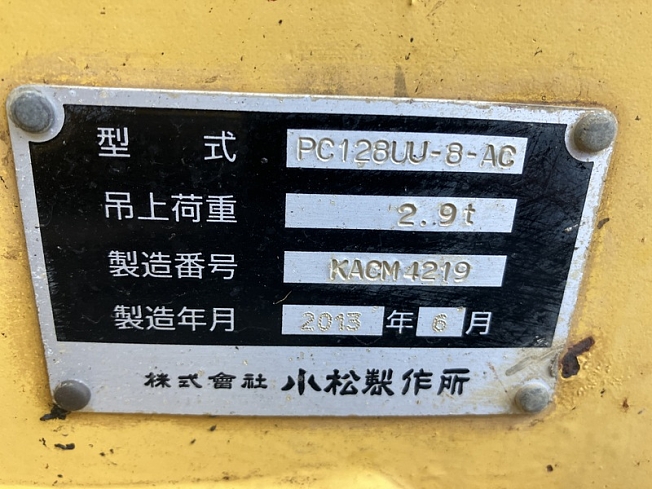 型 式 PC128UU-8-AC
吊上荷重 2.9t
製造番号 KACM4219
製造年月 2013 年 6 月
株式會社 小松製作所